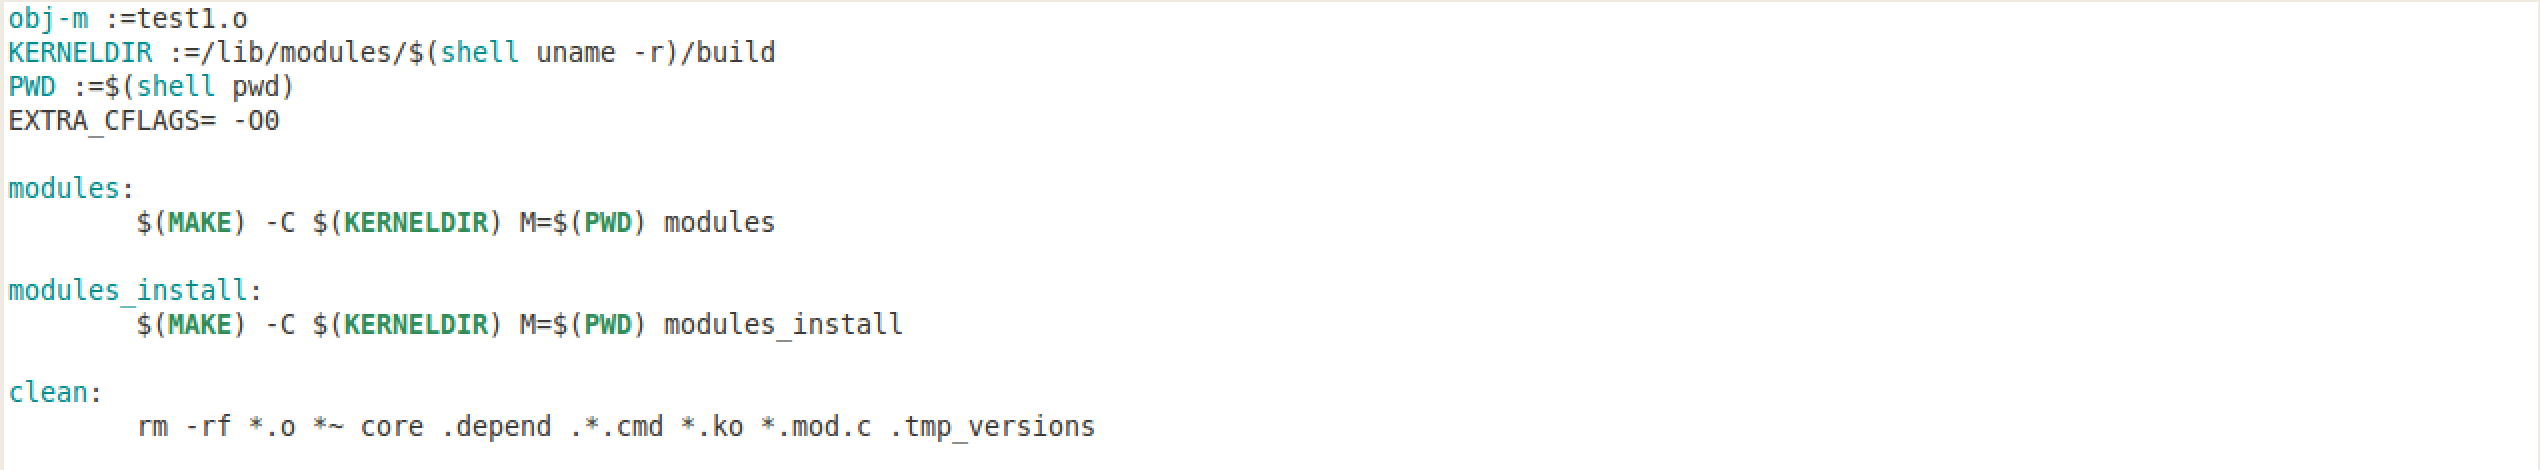 obj-m :=test1.o
KERNELDIR :=/lib/modules/$(shell uname -r)/build
PWD :=$(shell pwd)
EXTRA_CFLAGS= -O0
modules:
$(MAKE) -C $(KERNELDIR) M=$(PWD) modules
modules_install:
$(MAKE) -C $(KERNELDIR) M=$(PWD) modules_install
clean:
rm -rf *.o *~ core .depend .*.cmd *.ko *.mod.c .tmp_versions